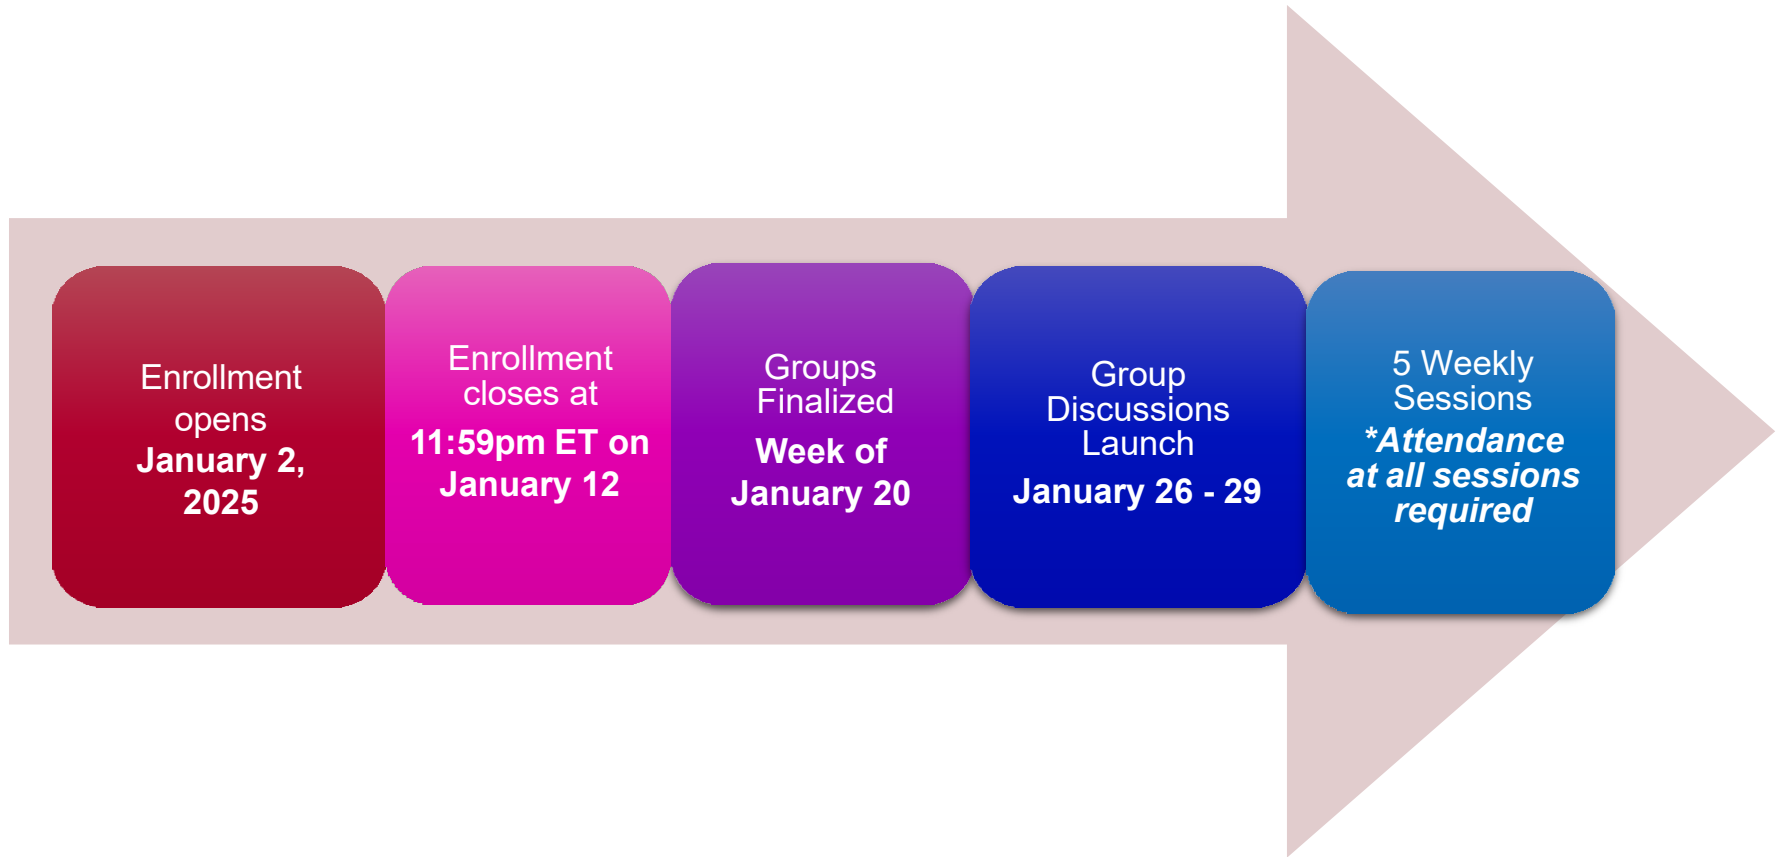 Enrollment
opens
January 2,
2025
Enrollment
closes at
11:59pm ET on
January 12
Groups
Finalized
Week of
January 20
Group
Discussions
Launch
January 26 - 29
5 Weekly
Sessions
*Attendance
at all sessions
required